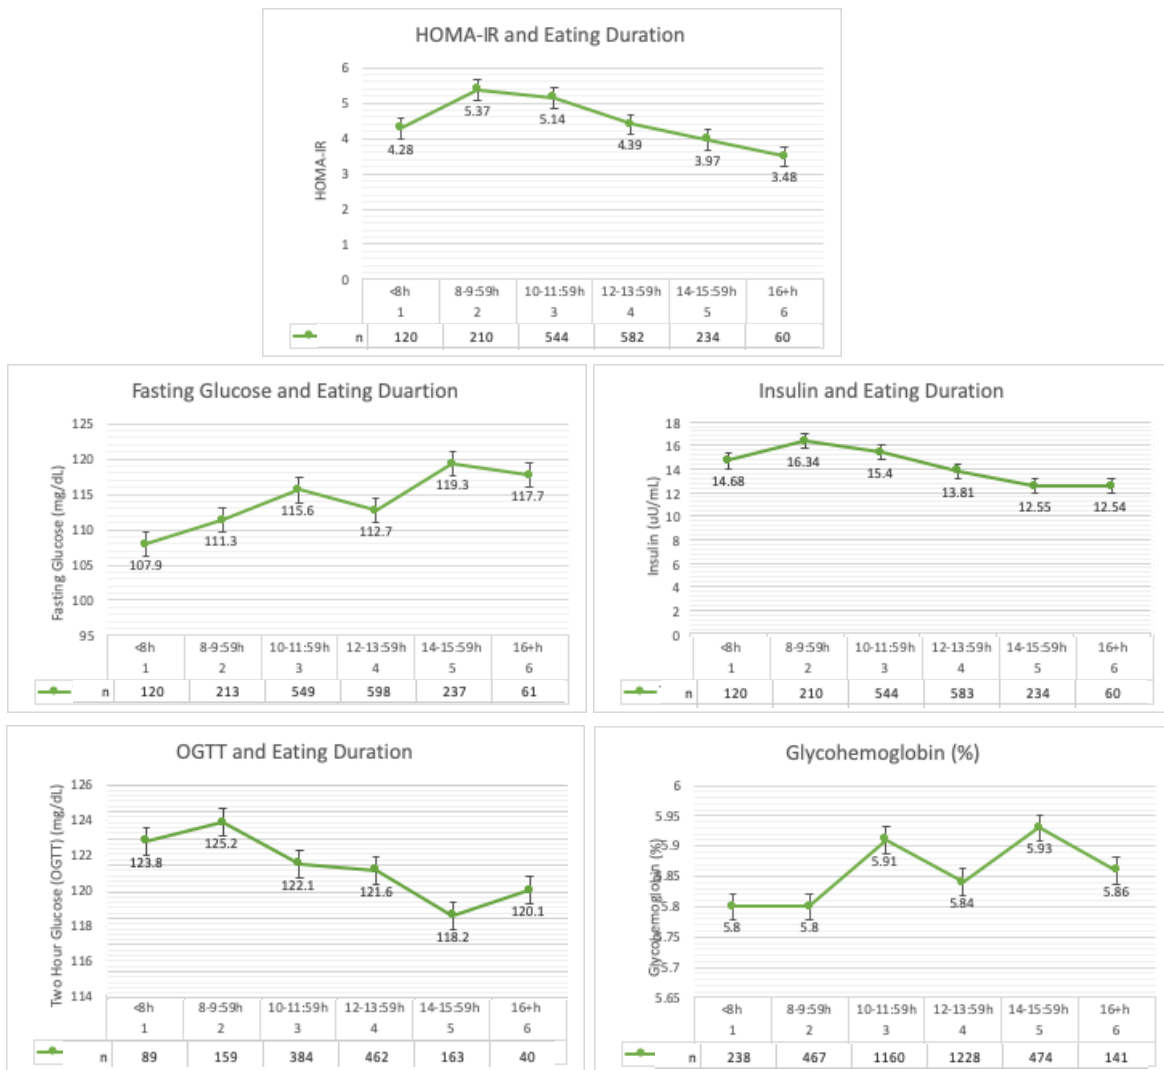 HOMA-IR and Eating Duration
HOMA-IR
6
5
4
3
2
1
0
4.28 5.37 5.14 4.39 3.97 3.48
<8h 8-9:59h 10-11:59h 12-13:59h 14-15:59h 16+h
1 2 3 4 5 6
n 120 210 544 582 234 60
Fasting Glucose and Eating Duartion
Fasting Glucose (mg/dL)
125
120
115
110
105
100
95
107.9 111.3 115.6 112.7 119.3 117.7
<8h 8-9:59h 10-11:59h 12-13:59h 14-15:59h 16+h
1 2 3 4 5 6
n 120 213 549 598 237 61
Insulin and Eating Duration
Insulin (uU/mL)
18
16
14
12
10
8
6
4
2
0
14.68 16.34 15.4 13.81 12.55 12.54
<8h 8-9:59h 10-11:59h 12-13:59h 14-15:59h 16+h
1 2 3 4 5 6
n 120 210 544 583 234 60
OGTT and Eating Duration
Two Hour Glucose (OGTT) (mg/dL)
126
124
122
120
118
116
114
123.8 125.2 122.1 121.6 118.2 120.1
<8h 8-9:59h 10-11:59h 12-13:59h 14-15:59h 16+h
1 2 3 4 5 6
n 89 159 384 462 163 40
Glycohemoglobin (%)
Glycohemoglobin (%)
6
5.95
5.9
5.85
5.8
5.75
5.7
5.65
5.8 5.8 5.91 5.84 5.93 5.86
<8h 8-9:59h 10-11:59h 12-13:59h 14-15:59h 16+h
1 2 3 4 5 6
n 238 467 1160 1228 474 141